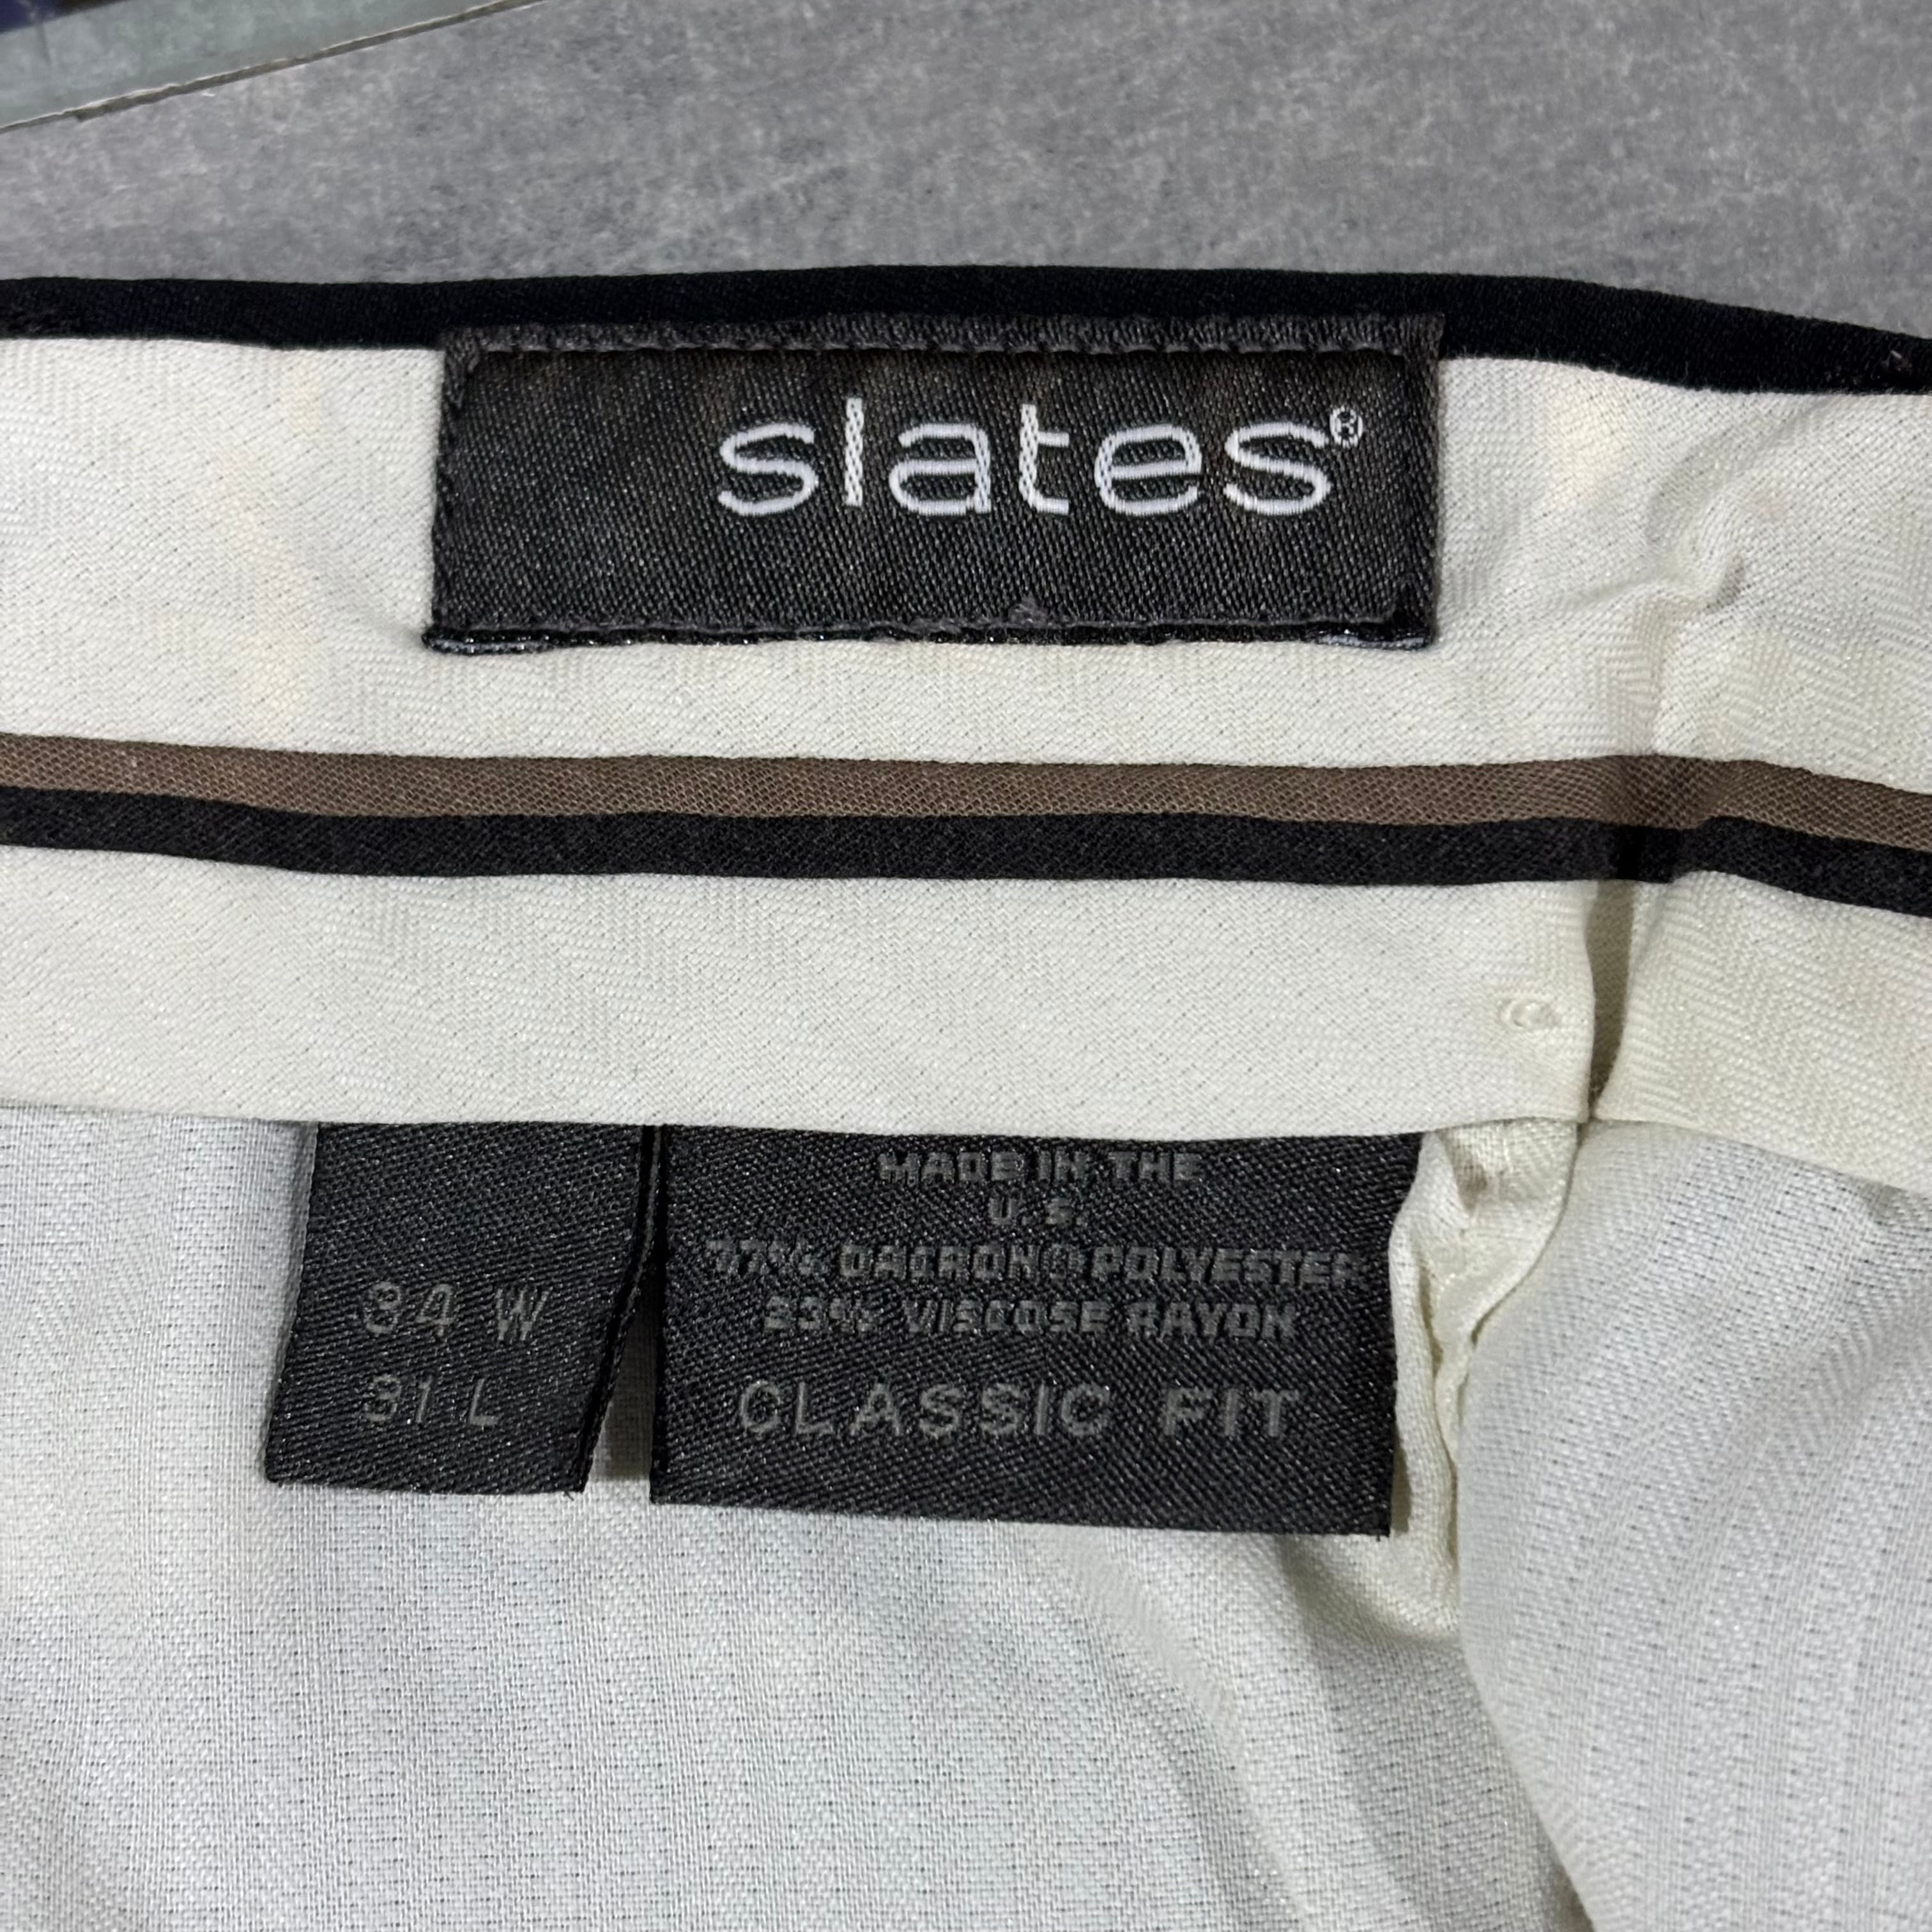 slates®
34 W
31 L
MADE IN THE
U. S.
77% DACRON® POLYESTER
23% VISCOSE RAYON
CLASSIC FIT